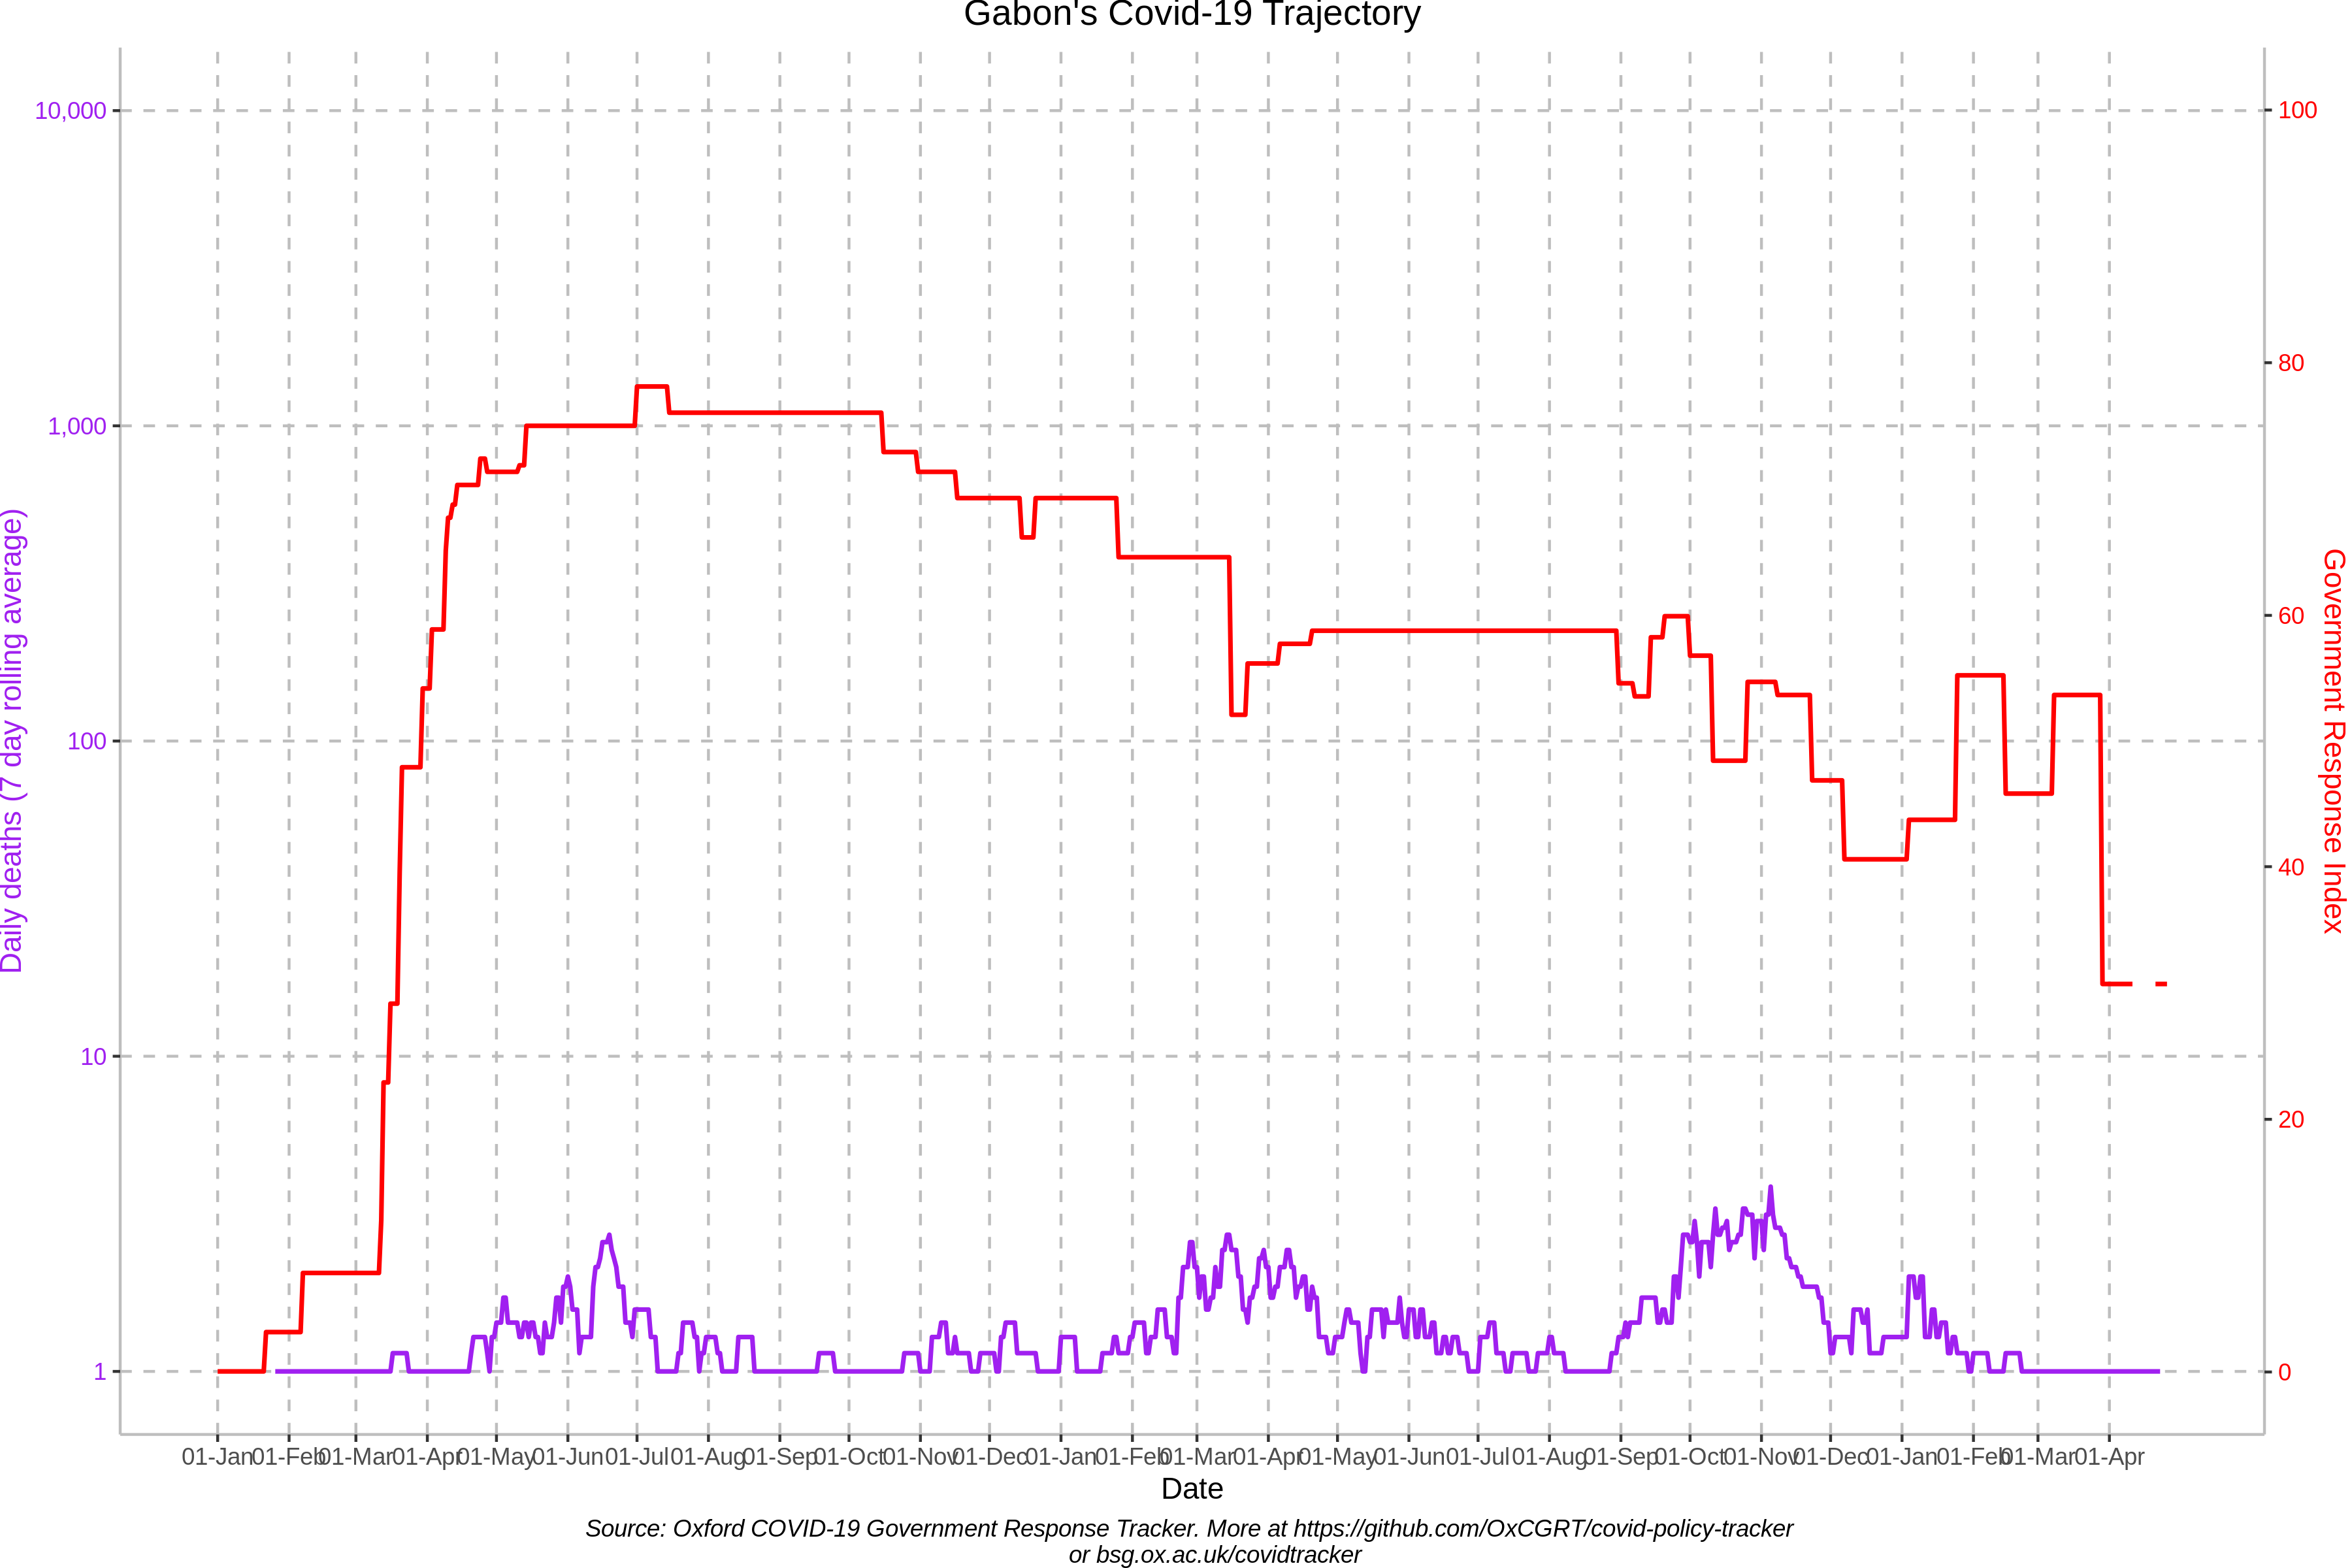 Gabon's Covid-19 Trajectory
10,000
1,000
100
10
1
Daily deaths (7 day rolling average)
100
80
60
40
20
0
Government Response Index
01-Jan 01-Feb 01-Mar 01-Apr 01-May 01-Jun 01-Jul 01-Aug 01-Sep 01-Oct 01-Nov 01-Dec 01-Jan 01-Feb 01-Mar 01-Apr 01-May 01-Jun 01-Jul 01-Aug 01-Sep 01-Oct 01-Nov 01-Dec 01-Jan 01-Feb 01-Mar 01-Apr
Date
Source: Oxford COVID-19 Government Response Tracker. More at https://github.com/OxCGRT/covid-policy-tracker
or bsg.ox.ac.uk/covidtracker